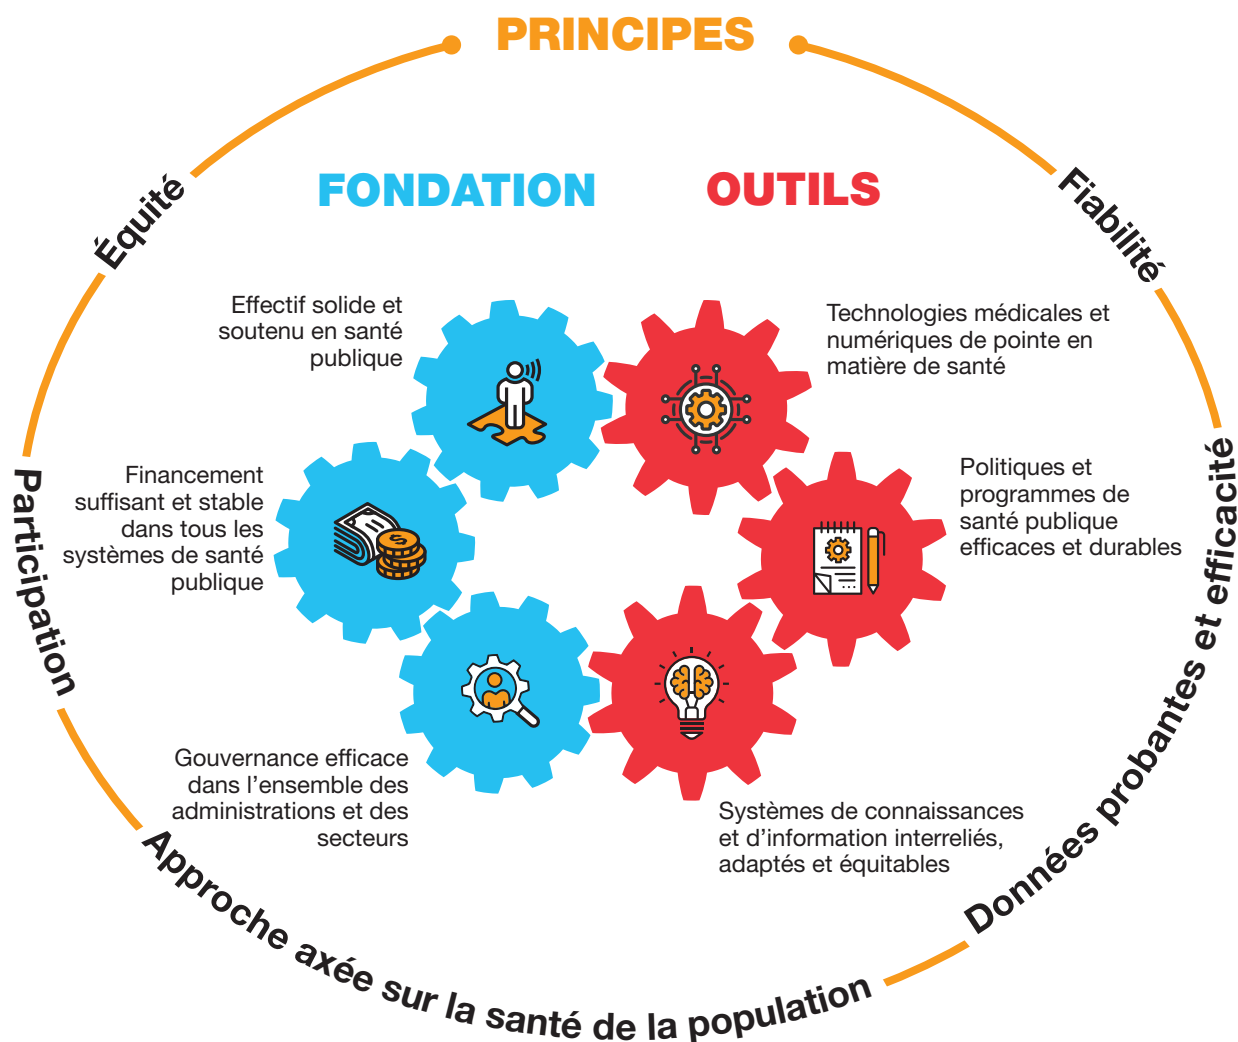 PRINCIPES
FONDATION
OUTILS
Équité
Fiabilité
Effectif solide et
soutenu en santé
publique
Technologies médicales et
numériques de pointe en
matière de santé
Financement
suffisant et stable
dans tous les
systèmes de santé
publique
Politiques et
programmes de
santé publique
efficaces et durables
Participation
Données probantes et efficacité
Gouvernance efficace
dans l’ensemble des
administrations et des
secteurs
Systèmes de connaissances
et d’information interreliés,
adaptés et équitables
Approche axée sur la santé de la population